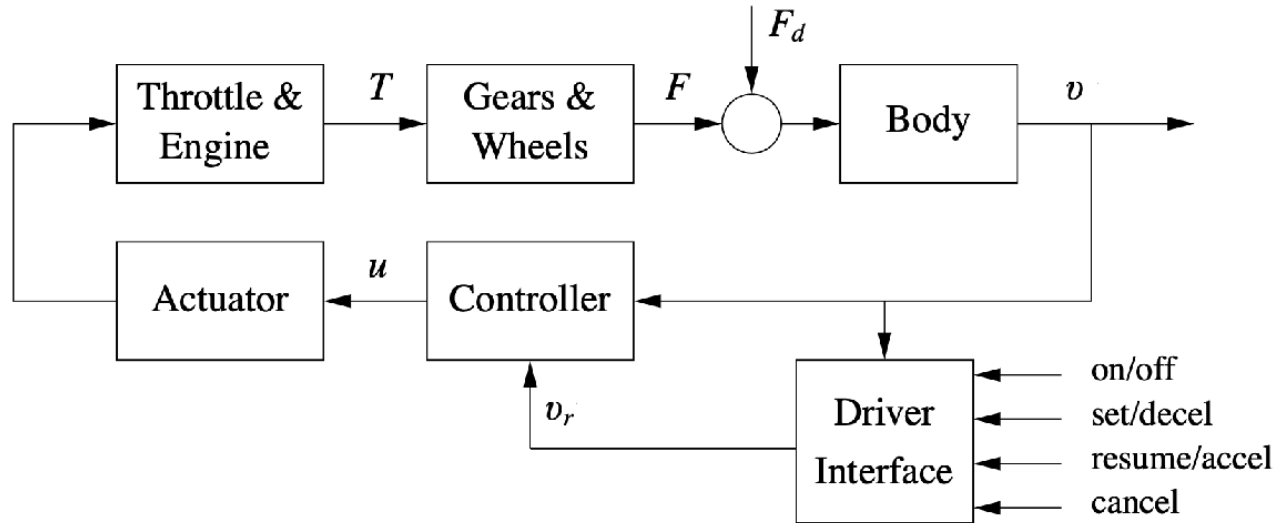 F_d
Throttle &
Engine
T
Gears &
Wheels
F
Body
v
Actuator
u
Controller
v_r
Driver
Interface
on/off
set/decel
resume/accel
cancel